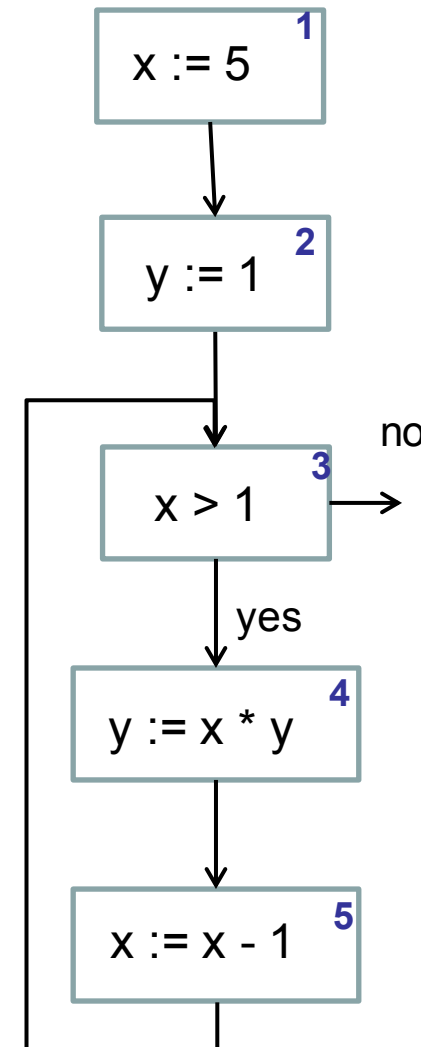 1
x := 5
2
y := 1
no
3
x > 1
yes
4
y := x * y
5
x := x - 1